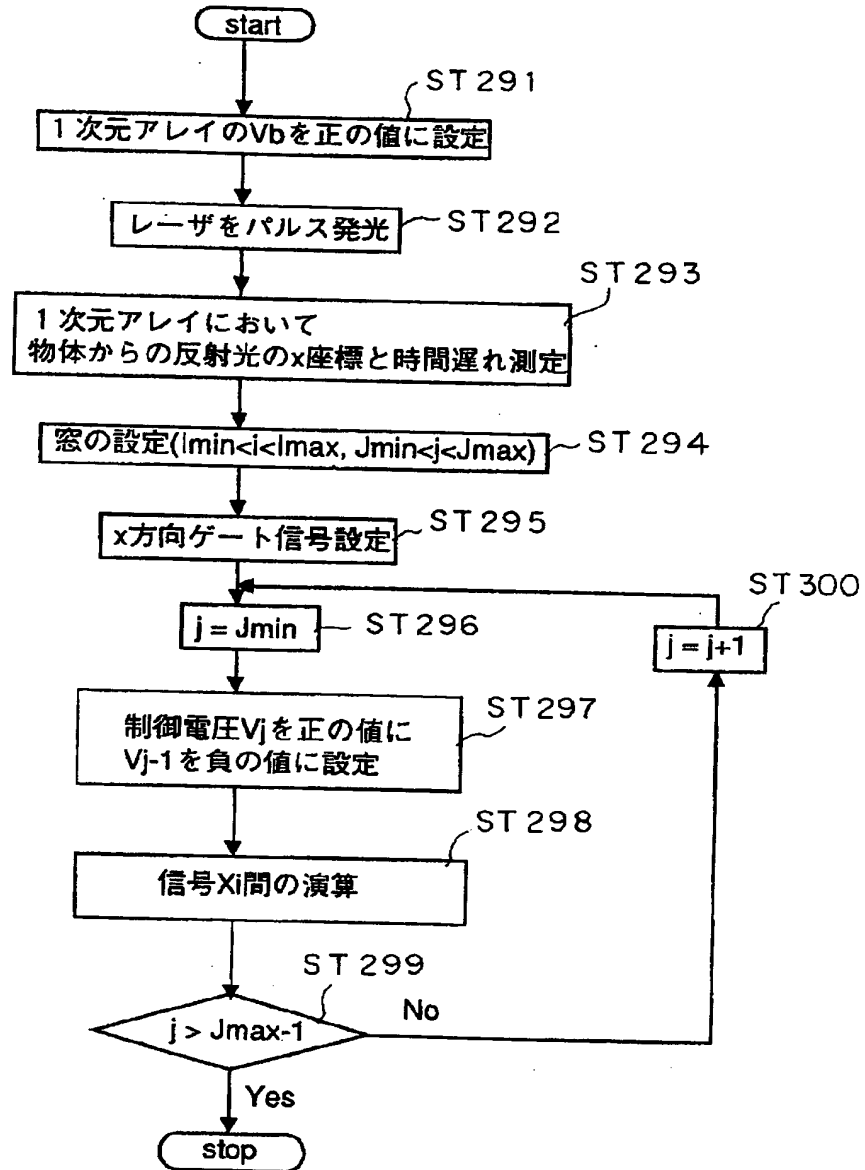 start
ST291
1次元アレイのVbを正の値に設定
レーザをパルス発光
ST292
ST293
1次元アレイにおいて
物体からの反射光のx座標と時間遅れ測定
窓の設定(Imin<i<Imax, Jmin<j<Jmax)
ST294
x方向ゲート信号設定
ST295
j = Jmin
ST296
ST300
j = j+1
制御電圧Vjを正の値に
Vj-1を負の値に設定
ST297
ST298
信号Xi間の演算
ST299
j > Jmax-1
No
Yes
stop